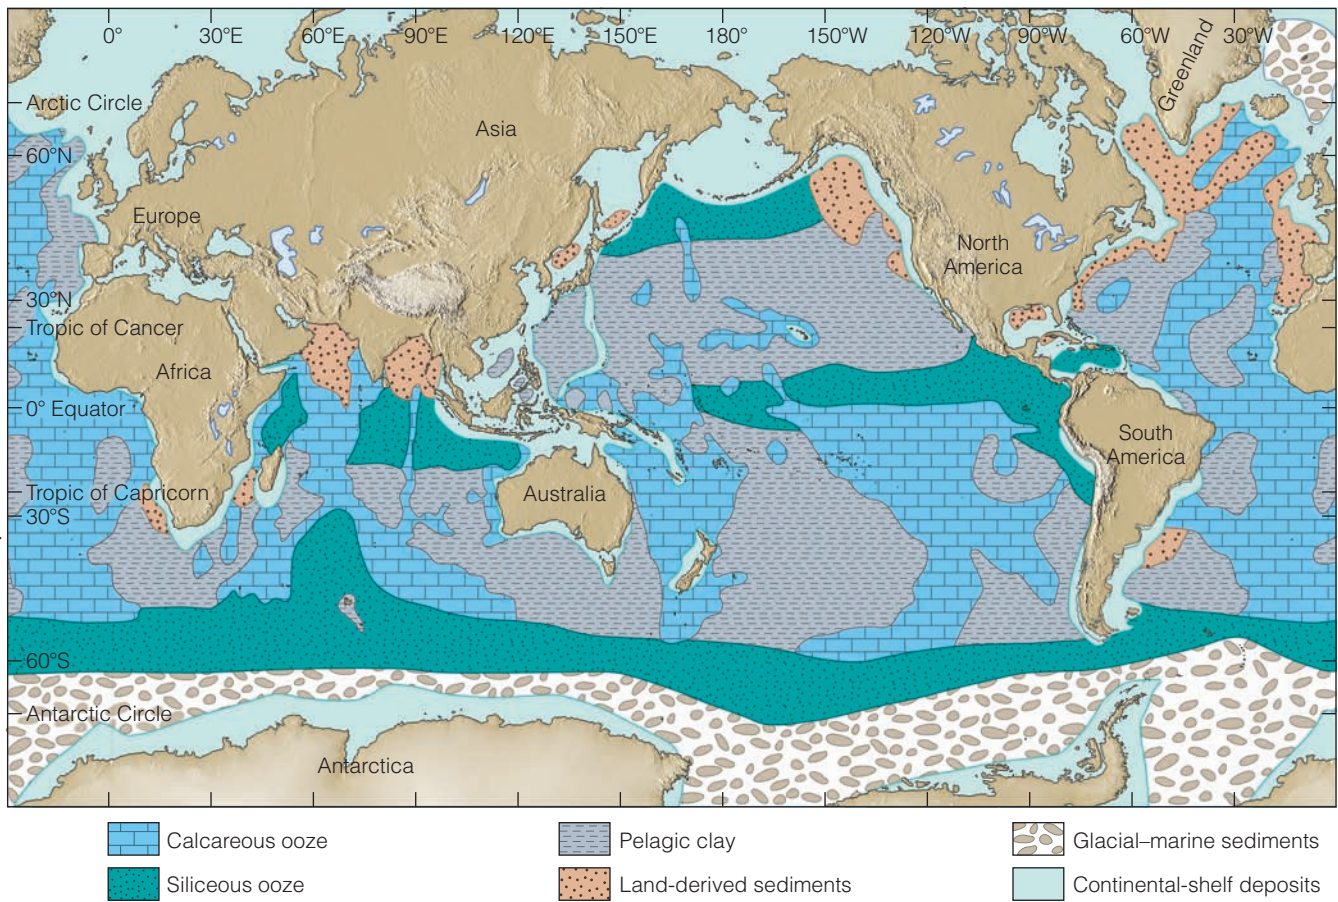 0° 30°E 60°E 90°E 120°E 150°E 180° 150°W 120°W 90°W 60°W 30°W
Greenland
Arctic Circle
Asia
60°N
Europe
North
America
30°N
Tropic of Cancer
Africa
0° Equator
South
America
Tropic of Capricorn
Australia
30°S
60°S
Antarctic Circle
Antarctica
Calcareous ooze
Pelagic clay
Glacial–marine sediments
Siliceous ooze
Land-derived sediments
Continental-shelf deposits